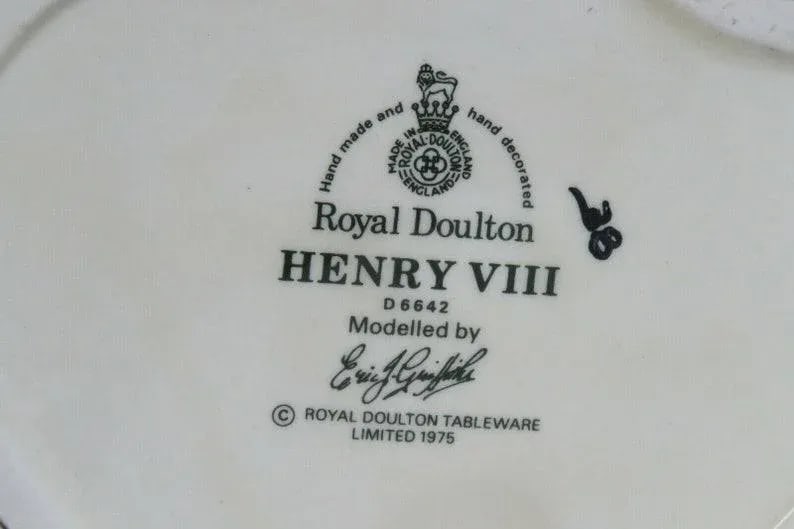 Hand made and hand decorated
MADE IN ENGLAND
ROYAL·DOULTON
ENGLAND
Royal Doulton
HENRY VIII
D 6642
Modelled by
Eric J. Griffiths
© ROYAL DOULTON TABLEWARE
LIMITED 1975